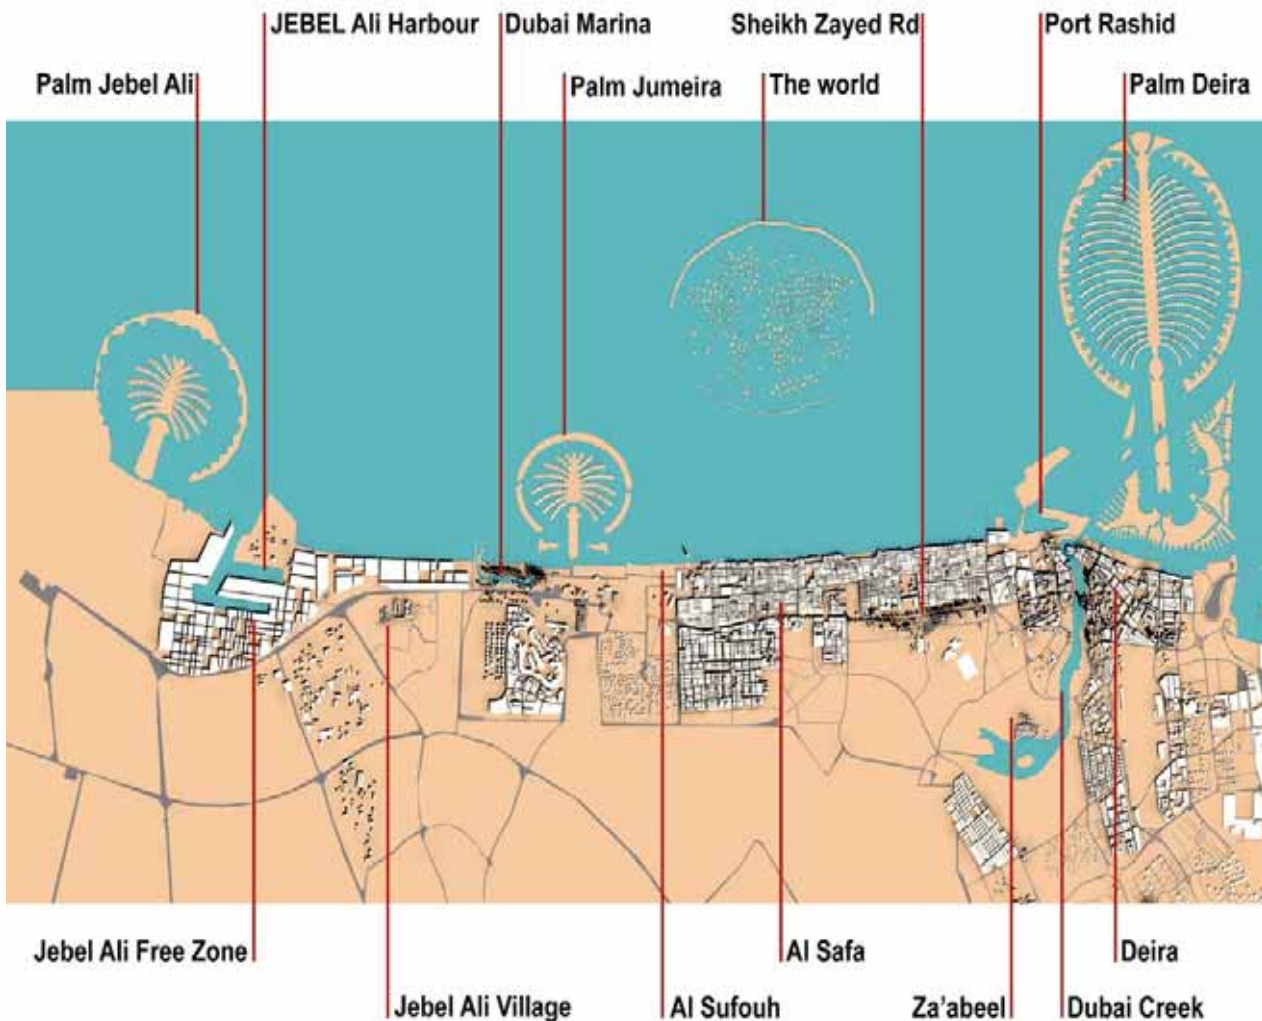 JEBEL Ali Harbour
Dubai Marina
Sheikh Zayed Rd
Port Rashid
Palm Jebel Ali
Palm Jumeira
The world
Palm Deira
Jebel Ali Free Zone
Al Safa
Deira
Jebel Ali Village
Al Sufouh
Za'abeel
Dubai Creek